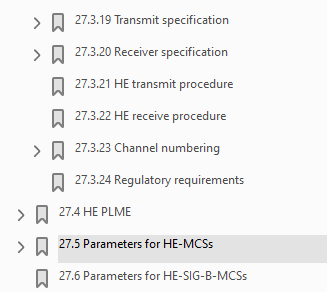 27.3.19 Transmit specification
27.3.20 Receiver specification
27.3.21 HE transmit procedure
27.3.22 HE receive procedure
27.3.23 Channel numbering
27.3.24 Regulatory requirements
27.4 HE PLME
27.5 Parameters for HE-MCSs
27.6 Parameters for HE-SIG-B-MCSs